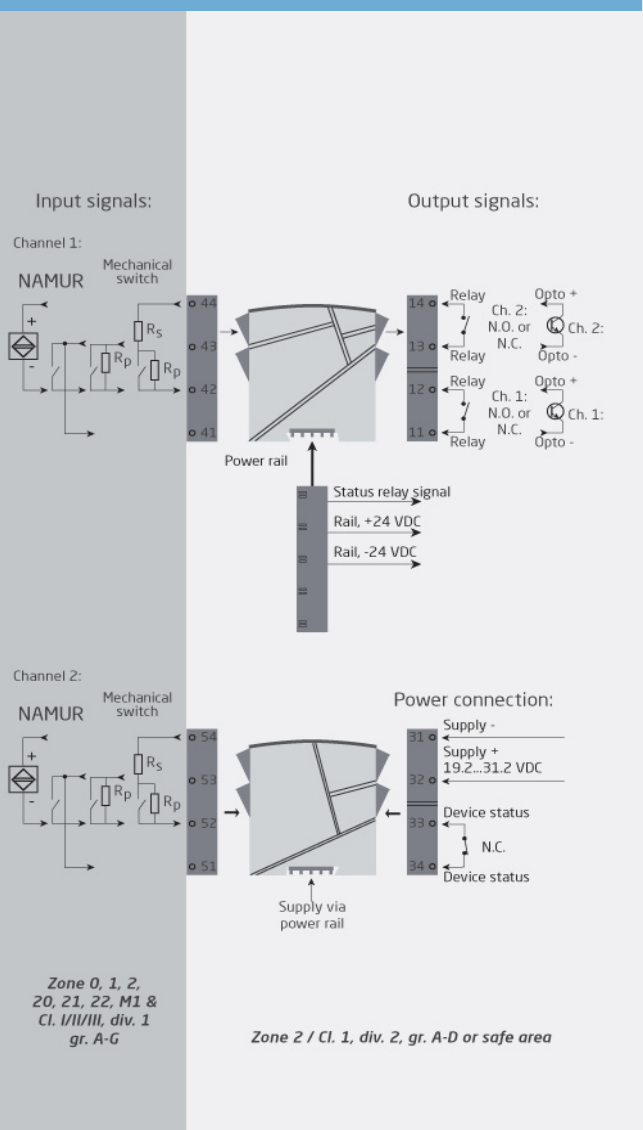 Input signals:
Output signals:
Channel 1:
NAMUR
Mechanical
switch
+
-
Rp
Rs
Rp
44
43
42
41
14
13
12
11
Relay
Relay
Relay
Relay
Ch. 2:
N.O. or
N.C.
Ch. 1:
N.O. or
N.C.
Opto +
Ch. 2:
Opto -
Opto +
Ch. 1:
Opto -
Power rail
Status relay signal
Rail, +24 VDC
Rail, -24 VDC
Channel 2:
NAMUR
Mechanical
switch
+
-
Rp
Rs
Rp
54
53
52
51
Power connection:
31
32
33
34
Supply -
Supply +
19.2...31.2 VDC
Device status
N.C.
Device status
Supply via
power rail
Zone 0, 1, 2,
20, 21, 22, M1 &
Cl. I/II/III, div. 1
gr. A-G
Zone 2 / Cl. 1, div. 2, gr. A-D or safe area